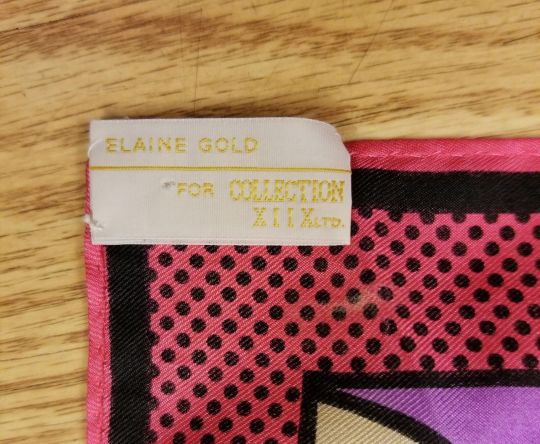 ELAINE GOLD
FOR COLLECTION
XIIX LTD.